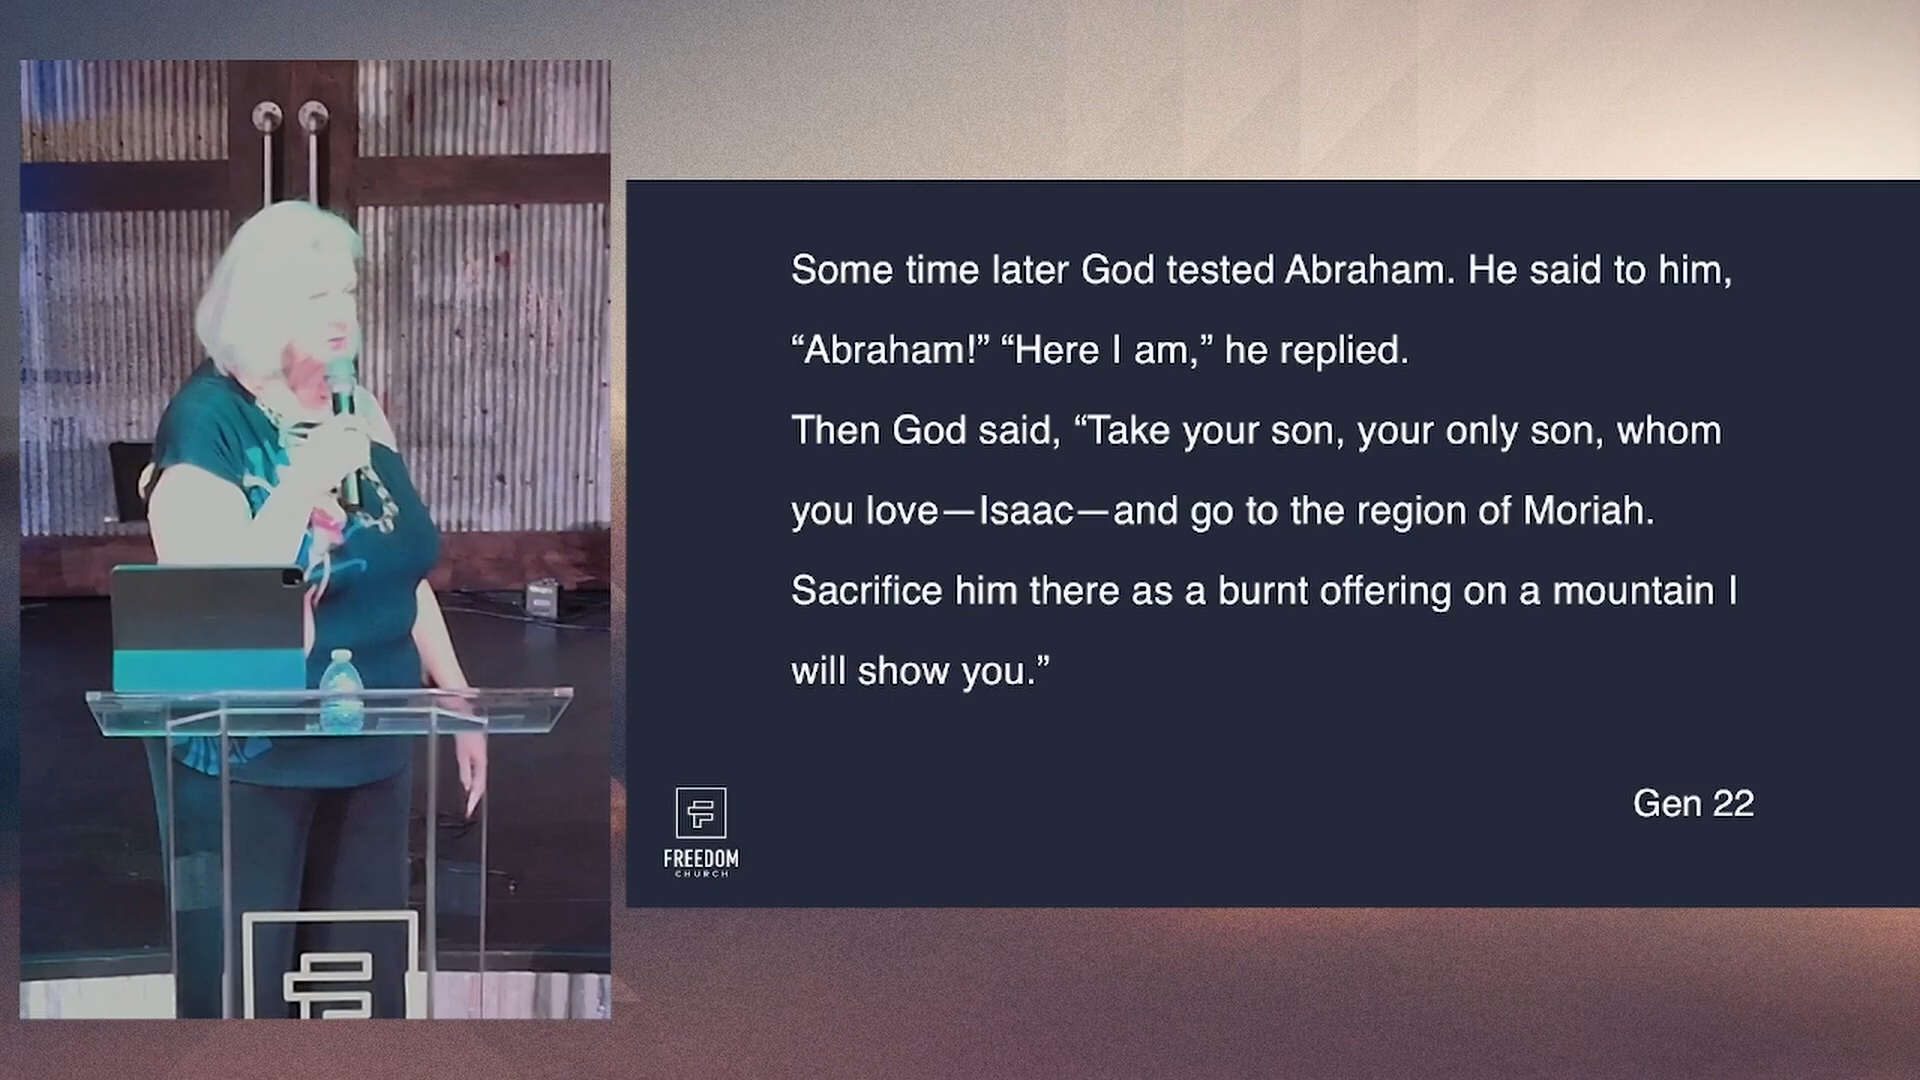 Some time later God tested Abraham. He said to him,
“Abraham!” “Here I am,” he replied.
Then God said, “Take your son, your only son, whom
you love—Isaac—and go to the region of Moriah.
Sacrifice him there as a burnt offering on a mountain I
will show you.”
Gen 22
FREEDOM
CHURCH